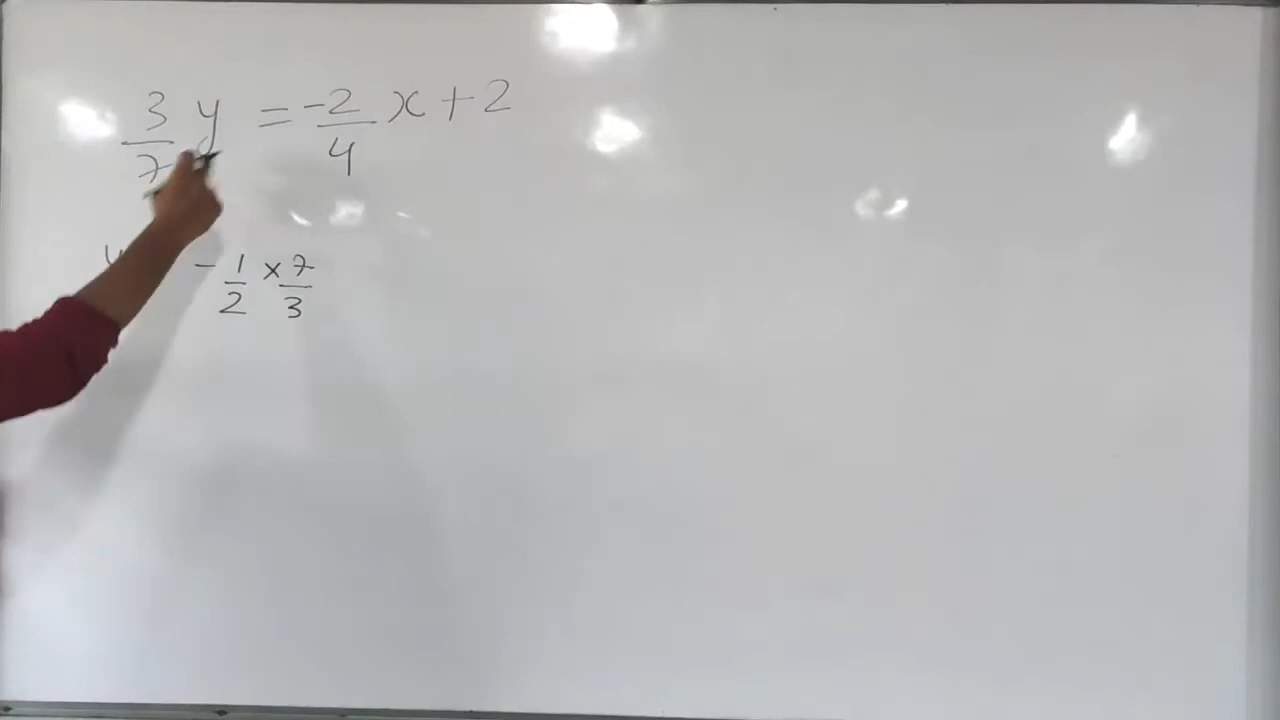 3/7 y = -2/4 x + 2
y - 1/2 × 7/3